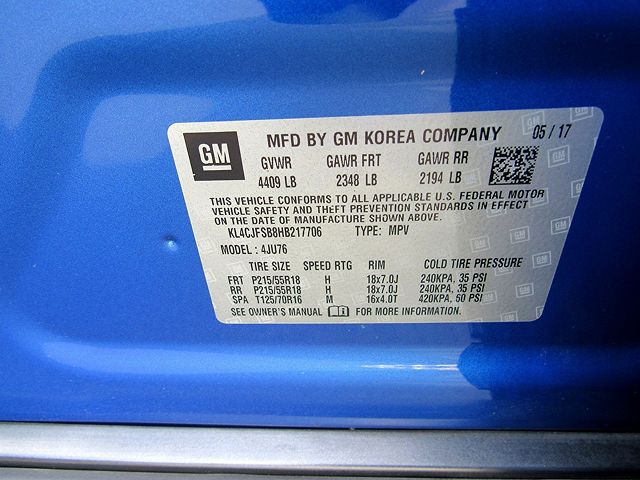 GM
MFD BY GM KOREA COMPANY 05 / 17
GVWR GAWR FRT GAWR RR
4409 LB 2348 LB 2194 LB
THIS VEHICLE CONFORMS TO ALL APPLICABLE U.S. FEDERAL MOTOR
VEHICLE SAFETY AND THEFT PREVENTION STANDARDS IN EFFECT
ON THE DATE OF MANUFACTURE SHOWN ABOVE.
KL4CJFSB8HB217706 TYPE: MPV
MODEL : 4JU76
TIRE SIZE SPEED RTG RIM COLD TIRE PRESSURE
FRT P215/55R18 H 18x7.0J 240KPA, 35 PSI
RR P215/55R18 H 18x7.0J 240KPA, 35 PSI
SPA T125/70R16 M 16x4.0T 420KPA, 60 PSI
SEE OWNER'S MANUAL FOR MORE INFORMATION.